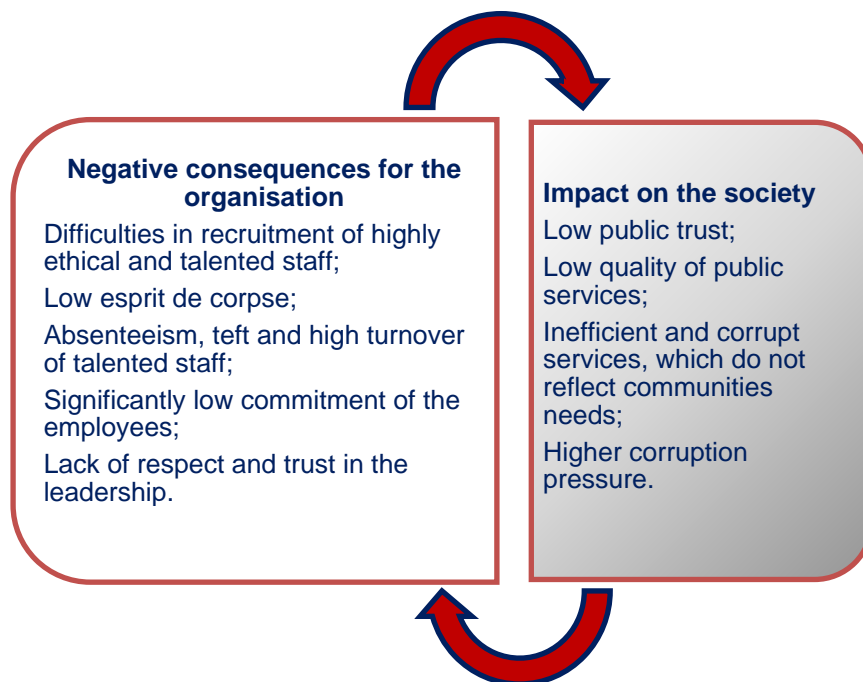 Negative consequences for the
organisation
Difficulties in recruitment of highly
ethical and talented staff;
Low esprit de corpse;
Absenteeism, teft and high turnover
of talented staff;
Significantly low commitment of the
employees;
Lack of respect and trust in the
leadership.
Impact on the society
Low public trust;
Low quality of public
services;
Inefficient and corrupt
services, which do not
reflect communities
needs;
Higher corruption
pressure.